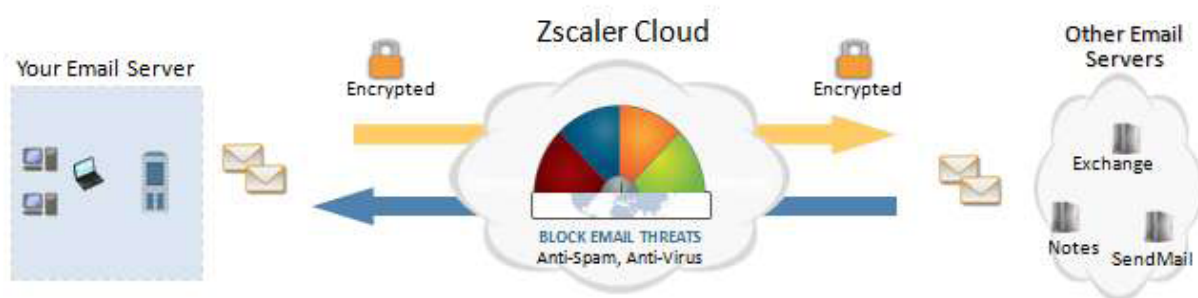 Your Email Server
Encrypted
Zscaler Cloud
BLOCK EMAIL THREATS
Anti-Spam, Anti-Virus
Encrypted
Other Email
Servers
Exchange
Notes
SendMail